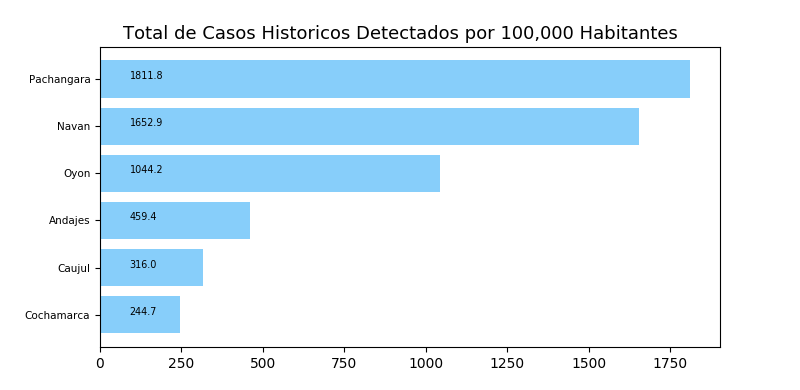 Total de Casos Historicos Detectados por 100,000 Habitantes
Pachangara 1811.8
Navan 1652.9
Oyon 1044.2
Andajes 459.4
Caujul 316.0
Cochamarca 244.7
0 250 500 750 1000 1250 1500 1750